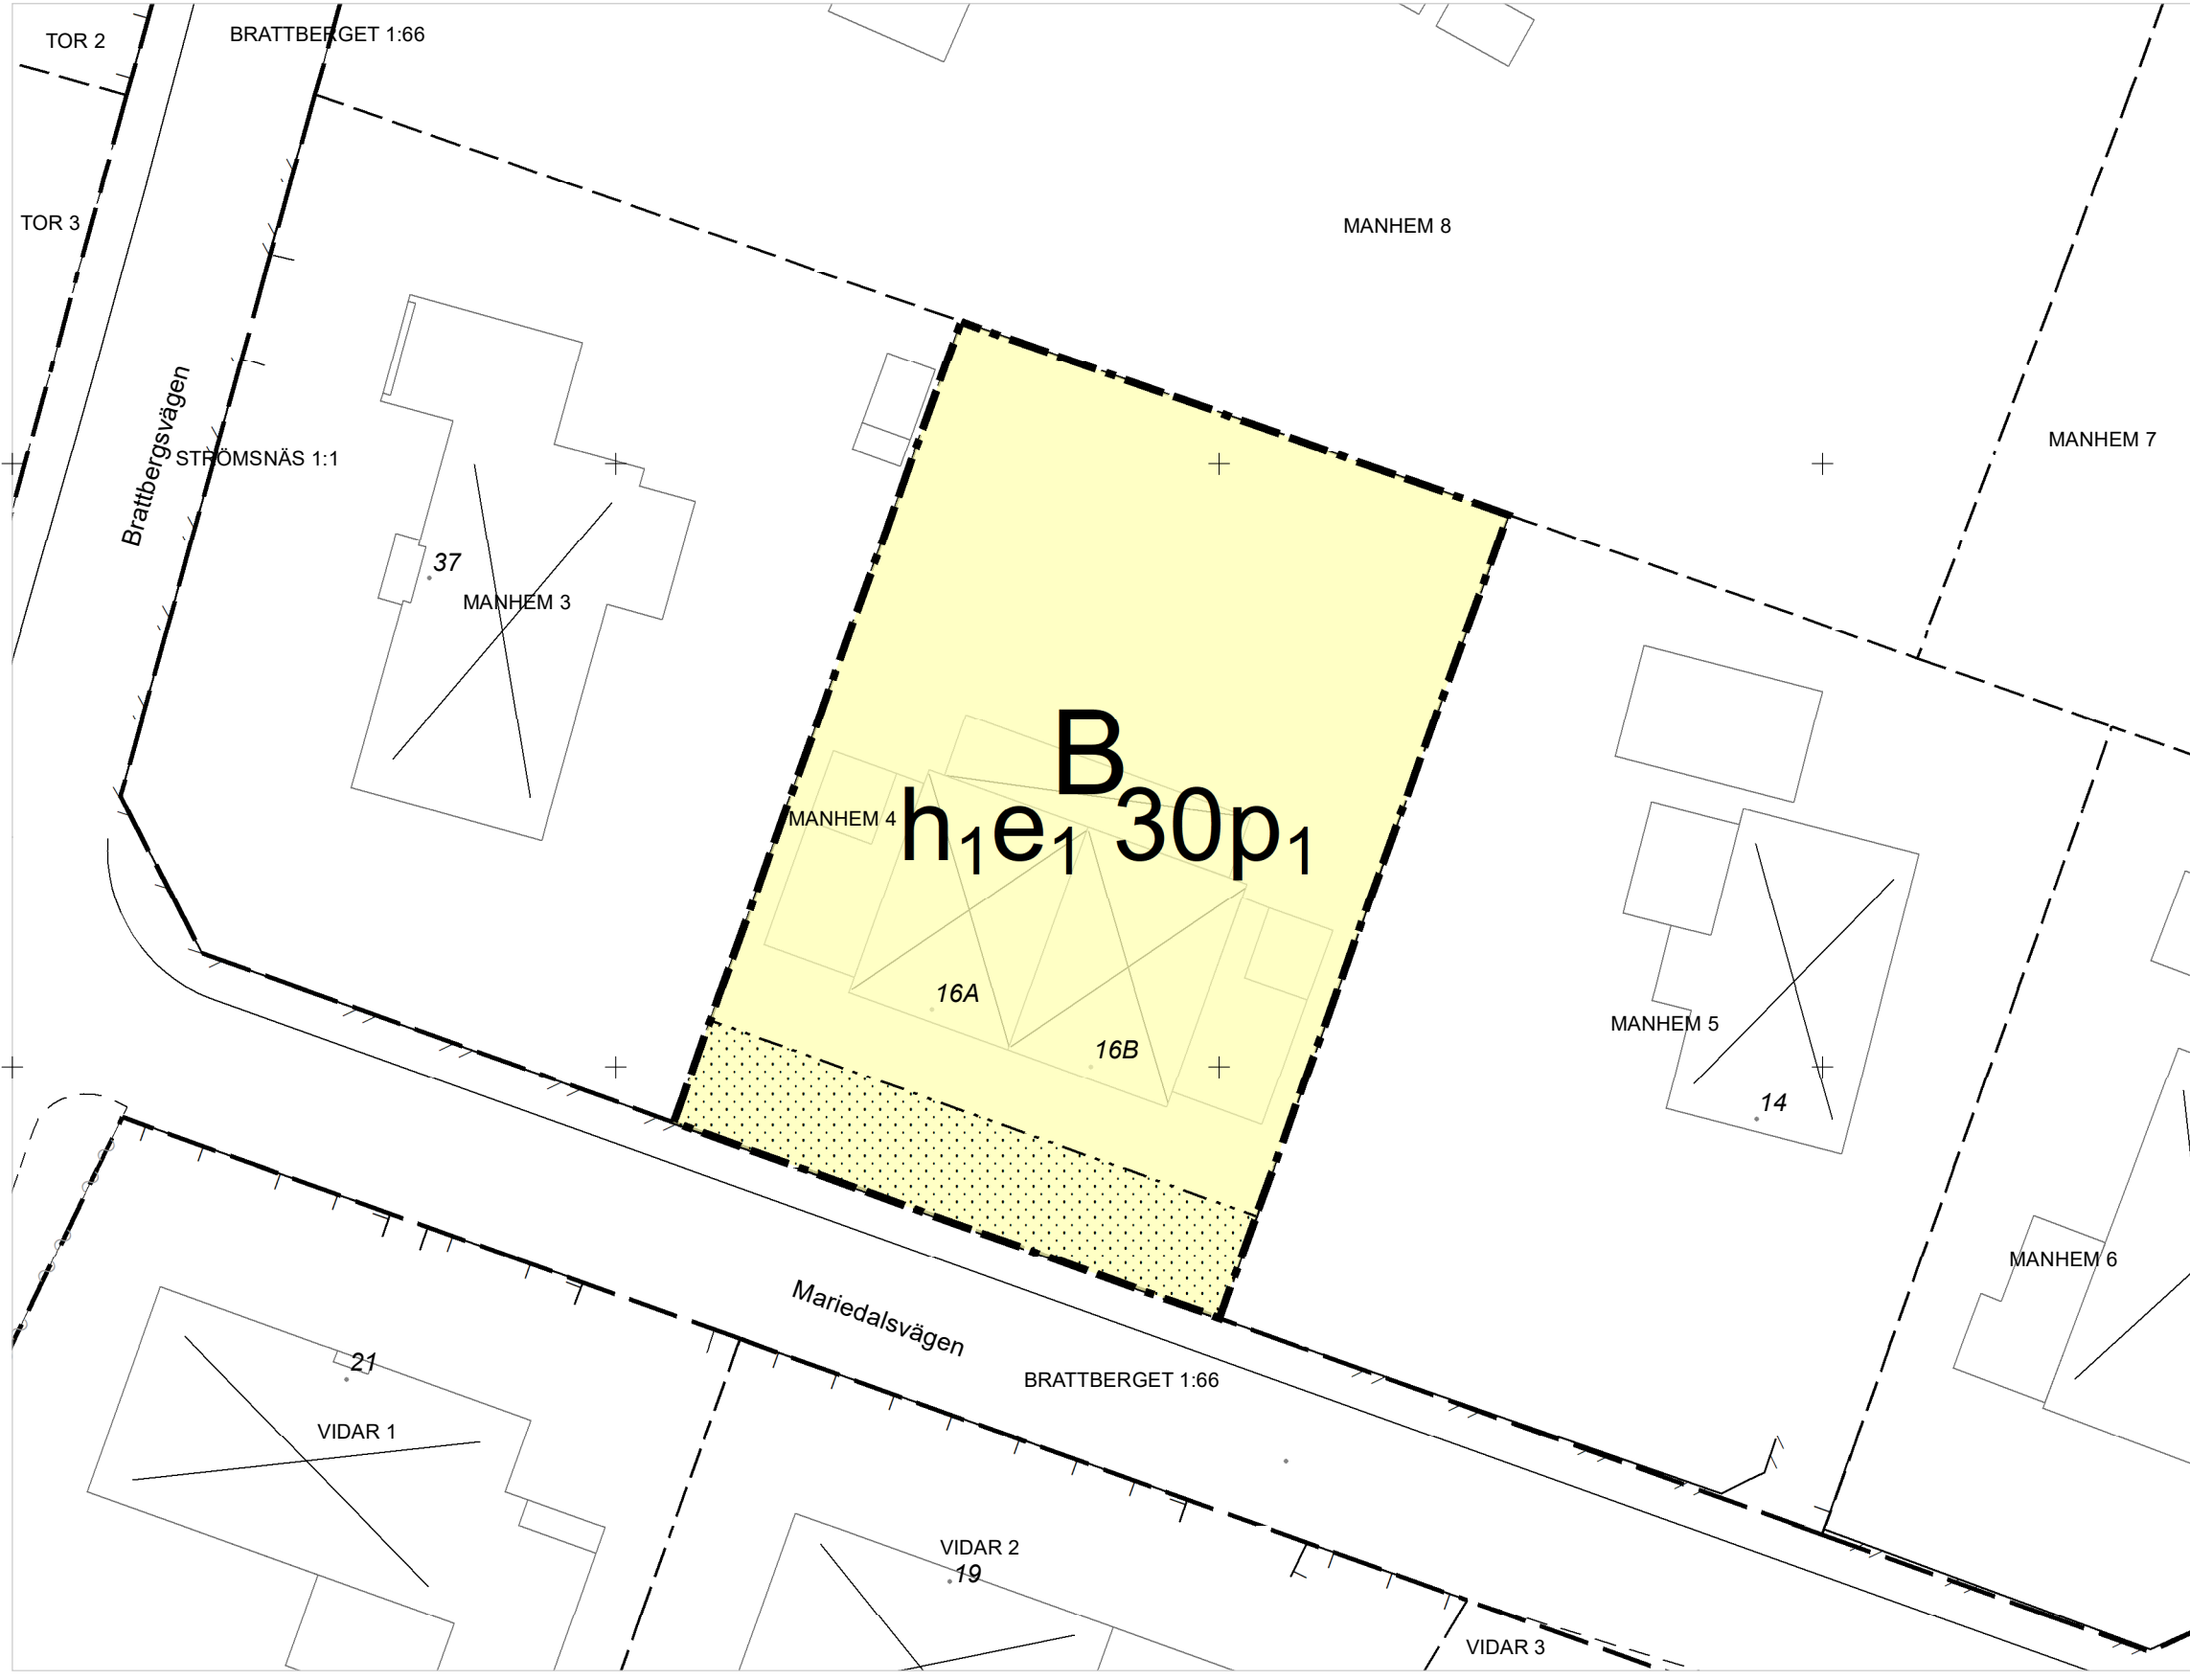 TOR 2
BRATTBERGET 1:66
TOR 3
MANHEM 8
Brattbergsvägen
STRÖMSNÄS 1:1
MANHEM 7
37
MANHEM 3
B
MANHEM 4
h₁e₁ 30p₁
16A
16B
MANHEM 5
14
MANHEM 6
Mariedalsvägen
21
BRATTBERGET 1:66
VIDAR 1
VIDAR 2
19
VIDAR 3